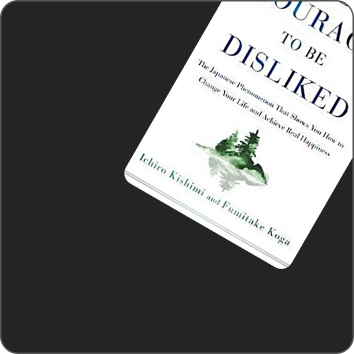 OURAG
TO BE
DISLIKED
The Japanese Phenomenon That Shows You How to
Change Your Life and Achieve Real Happiness
Ichiro Kishimi and Fumitake Koga